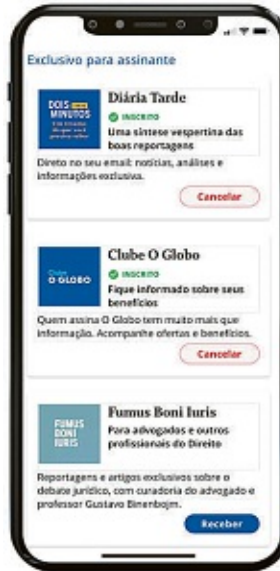 Exclusivo para assinante
DOIS
MINUTOS
Diária Tarde
INSCRITO
Uma síntese vespertina das
boas reportagens
Direto no seu email: notícias, análises e
informações exclusiva.
Cancelar
Clube
O GLOBO
Clube O Globo
INSCRITO
Fique informado sobre seus
benefícios
Quem assina O Globo tem muito mais que
informação. Acompanhe ofertas e benefícios.
Cancelar
FUMUS
BONI
IURIS
Fumus Boni Iuris
Para advogados e outros
profissionais do Direito
Reportagens e artigos exclusivos sobre o
debate jurídico, com curadoria do advogado e
professor Gustavo Binenbojm.
Receber